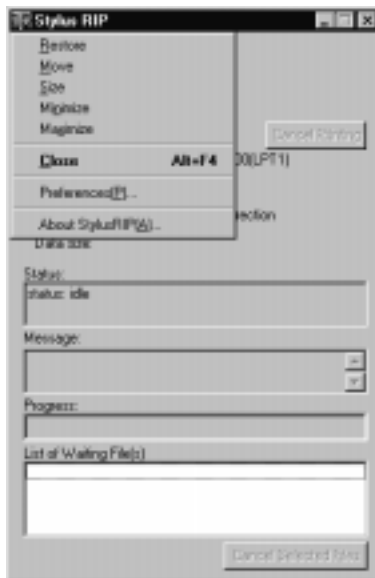 Stylus RIP
Restore
Move
Size
Minimize
Maximize
Cancel Printing
Close Alt+F4
00(LPT1)
Preferences(P)...
ection
About StylusRIP(A)...
Data size:
Status:
status: idle
Message:
Progress:
List of Waiting File(s)
Cancel Selected Files